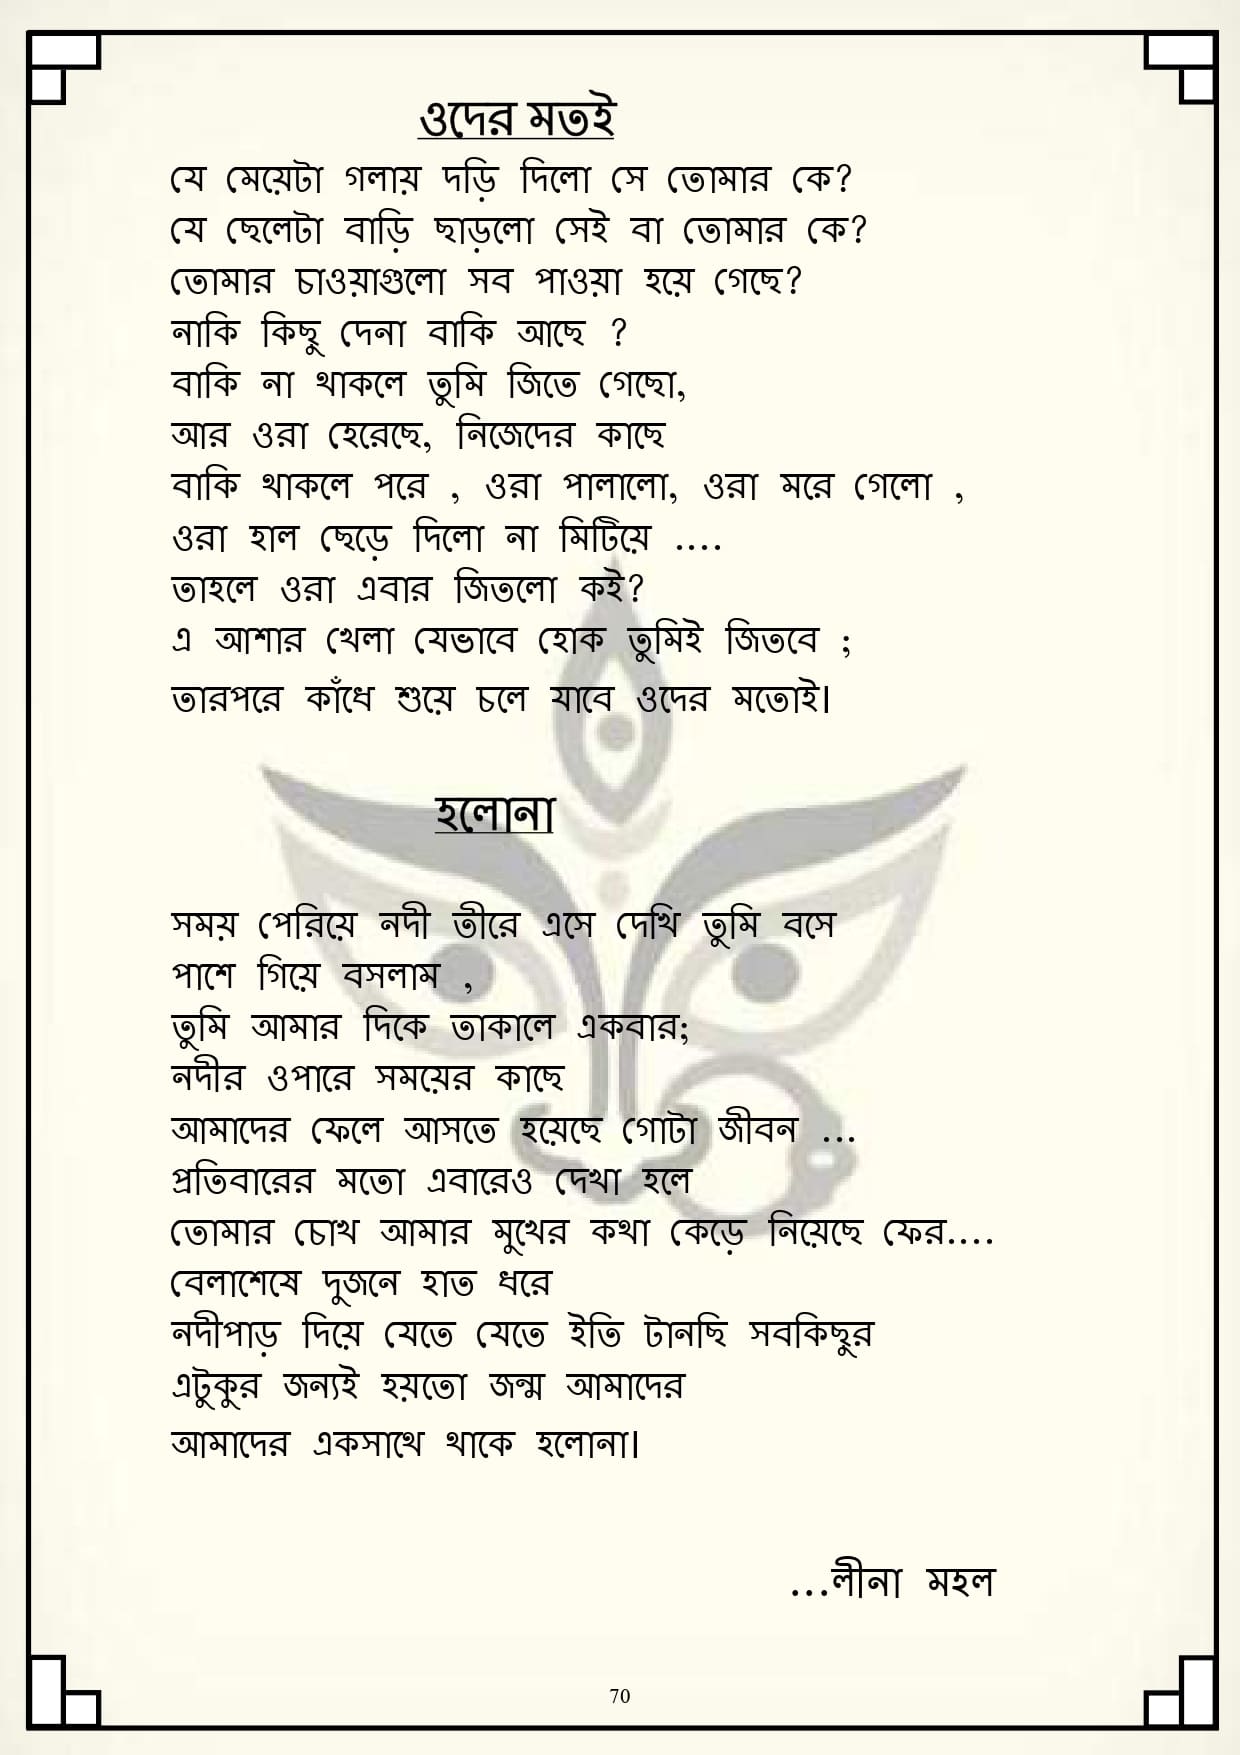 ওদের মতই
যে মেয়েটা গলায় দড়ি দিলো সে তোমার কে?
যে ছেলেটা বাড়ি ছাড়লো সেই বা তোমার কে?
তোমার চাওয়াগুলো সব পাওয়া হয়ে গেছে?
নাকি কিছু দেনা বাকি আছে ?
বাকি না থাকলে তুমি জিতে গেছো,
আর ওরা হেরেছে, নিজেদের কাছে
বাকি থাকলে পরে , ওরা পালালো, ওরা মরে গেলো ,
ওরা হাল ছেড়ে দিলো না মিটিয়ে ....
তাহলে ওরা এবার জিতলো কই?
এ আশার খেলা যেভাবে হোক তুমিই জিতবে ;
তারপরে কাঁধে শুয়ে চলে যাবে ওদের মতোই।
হলোনা
সময় পেরিয়ে নদী তীরে এসে দেখি তুমি বসে
পাশে গিয়ে বসলাম ,
তুমি আমার দিকে তাকালে একবার;
নদীর ওপারে সময়ের কাছে
আমাদের ফেলে আসতে হয়েছে গোটা জীবন ...
প্রতিবারের মতো এবারেও দেখা হলে
তোমার চোখ আমার মুখের কথা কেড়ে নিয়েছে ফের....
বেলাশেষে দুজনে হাত ধরে
নদীপাড় দিয়ে যেতে যেতে ইতি টানছি সবকিছুর
এটুকুর জন্যই হয়তো জন্ম আমাদের
আমাদের একসাথে থাকে হলোনা।
...লীনা মহল
70